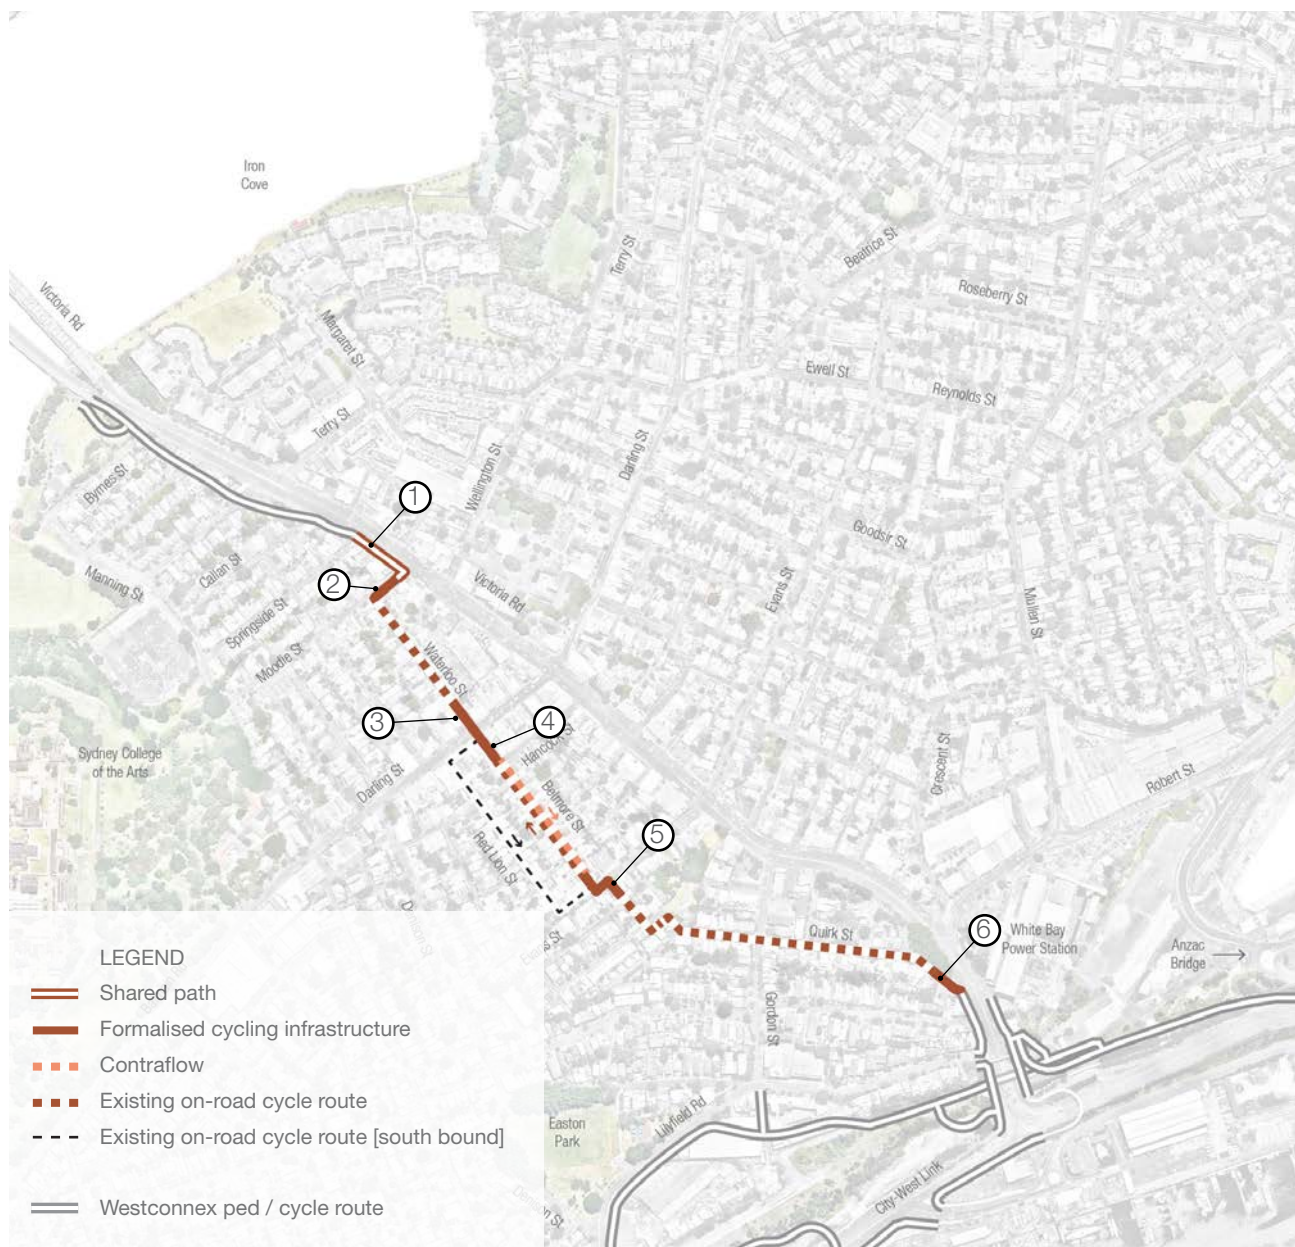 Iron
Cove
Victoria Rd
Terry St
Beatrice St
Roseberry St
Margaret St
Ewell St
Reynolds St
Terry St
Wellington St
Darling St
Byrnes St
1
Goodsir St
Manning St
Callan St
2
Victoria Rd
Evans St
Mullen St
Springside St
Moodie St
Waterloo St
3
4
Hancock St
Sydney College
of the Arts
Darling St
Crescent St
Robert St
Belmore St
Red Lion St
5
6
Quirk St
White Bay
Power Station
Anzac
Bridge
Gordon St
LEGEND
Shared path
Formalised cycling infrastructure
Contraflow
Existing on-road cycle route
Existing on-road cycle route [south bound]
Westconnex ped / cycle route
Easton
Park
Lilyfield Rd
City-West Link